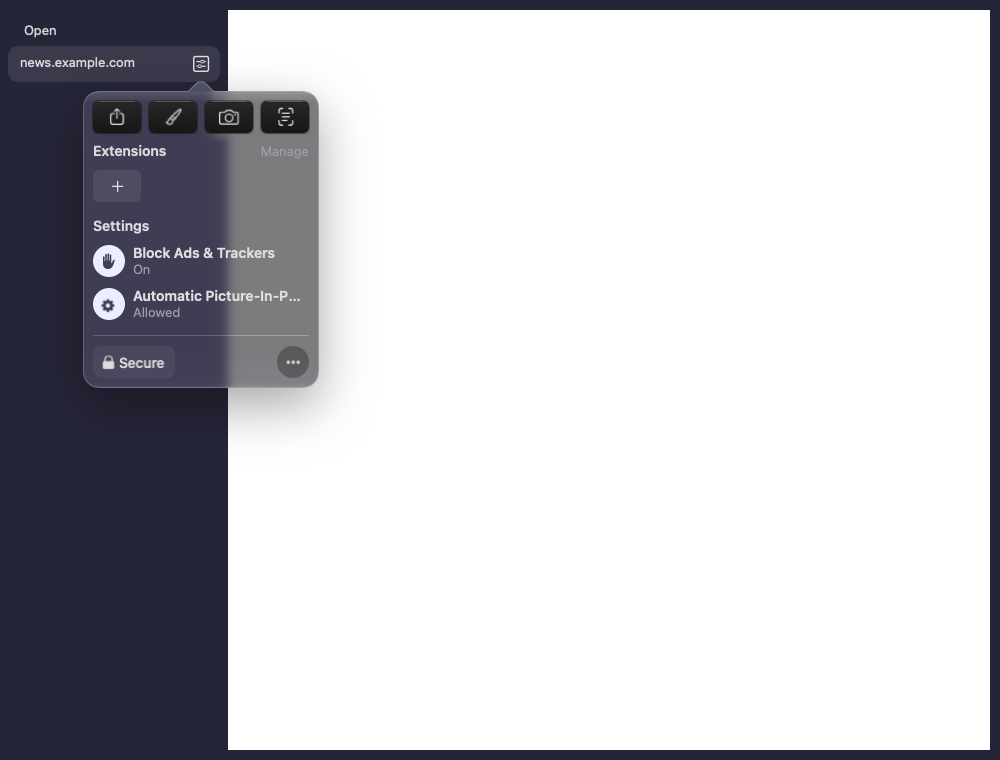 Open
news.example.com
Extensions
Manage
Settings
Block Ads & Trackers
On
Automatic Picture-In-P...
Allowed
Secure